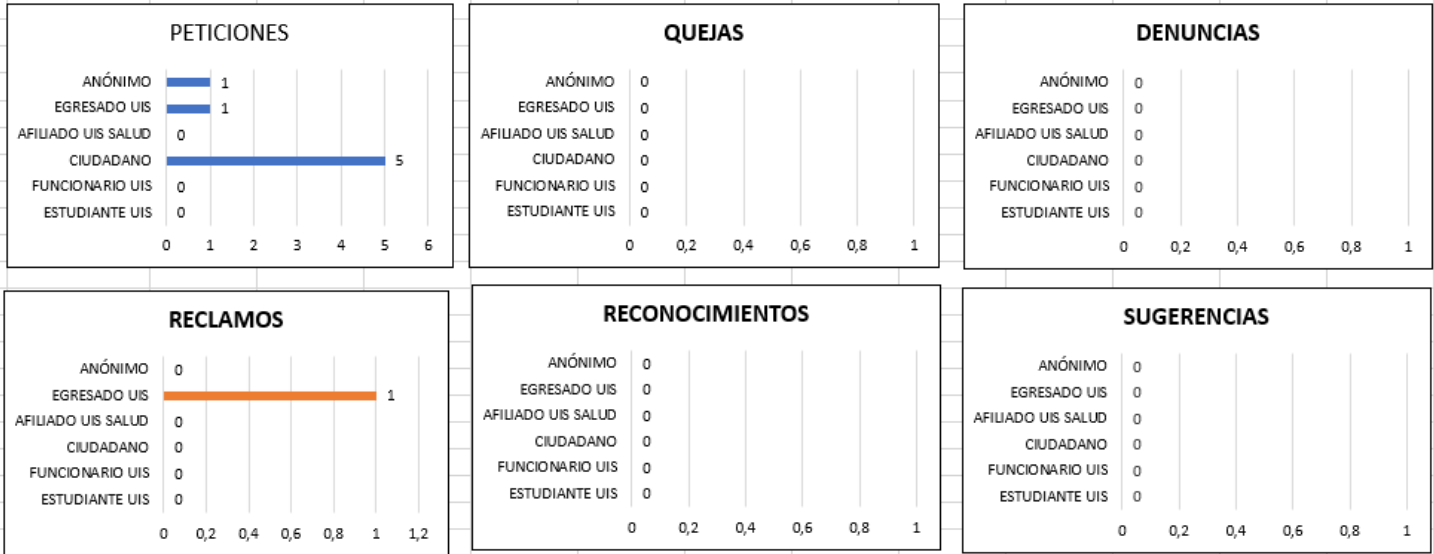 PETICIONES
ANÓNIMO 1
EGRESADO UIS 1
AFILIADO UIS SALUD 0
CIUDADANO 5
FUNCIONARIO UIS 0
ESTUDIANTE UIS 0
0 1 2 3 4 5 6
QUEJAS
ANÓNIMO 0
EGRESADO UIS 0
AFILIADO UIS SALUD 0
CIUDADANO 0
FUNCIONARIO UIS 0
ESTUDIANTE UIS 0
0 0,2 0,4 0,6 0,8 1
DENUNCIAS
ANÓNIMO 0
EGRESADO UIS 0
AFILIADO UIS SALUD 0
CIUDADANO 0
FUNCIONARIO UIS 0
ESTUDIANTE UIS 0
0 0,2 0,4 0,6 0,8 1
RECLAMOS
ANÓNIMO 0
EGRESADO UIS 1
AFILIADO UIS SALUD 0
CIUDADANO 0
FUNCIONARIO UIS 0
ESTUDIANTE UIS 0
0 0,2 0,4 0,6 0,8 1 1,2
RECONOCIMIENTOS
ANÓNIMO 0
EGRESADO UIS 0
AFILIADO UIS SALUD 0
CIUDADANO 0
FUNCIONARIO UIS 0
ESTUDIANTE UIS 0
0 0,2 0,4 0,6 0,8 1
SUGERENCIAS
ANÓNIMO 0
EGRESADO UIS 0
AFILIADO UIS SALUD 0
CIUDADANO 0
FUNCIONARIO UIS 0
ESTUDIANTE UIS 0
0 0,2 0,4 0,6 0,8 1